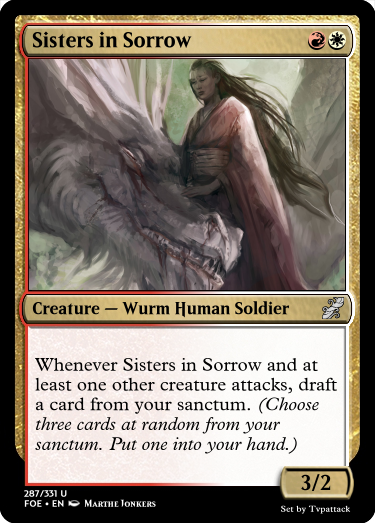 Sisters in Sorrow
Creature — Wurm Human Soldier
Whenever Sisters in Sorrow and at
least one other creature attacks, draft
a card from your sanctum. (Choose
three cards at random from your
sanctum. Put one into your hand.)
3/2
287/331 U
FOE • EN Marthe Jonkers
Set by Tvpattack